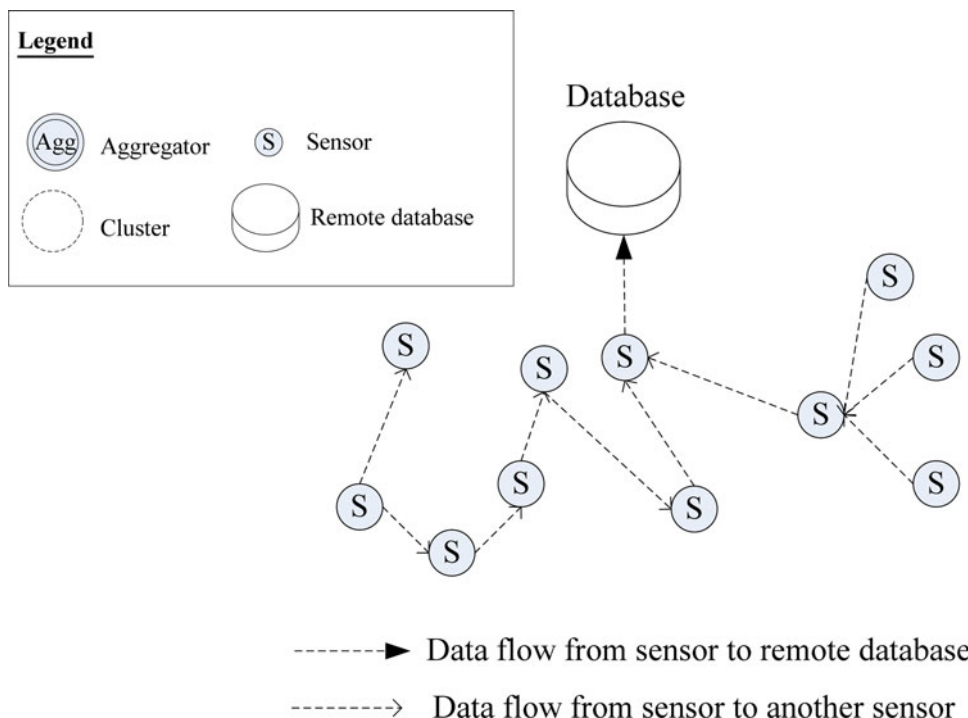 Legend
Agg Aggregator
S Sensor
Cluster
Remote database
Database
S
S
S
S
S
S
S
S
S
S
S
Data flow from sensor to remote database
Data flow from sensor to another sensor